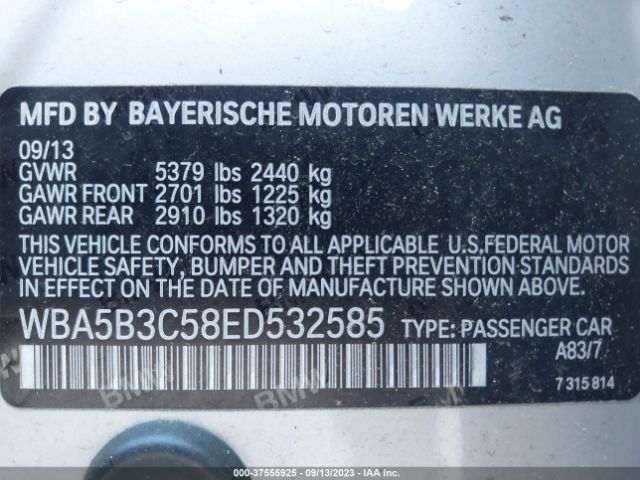 MFD BY BAYERISCHE MOTOREN WERKE AG
09/13
GVWR 5379 lbs 2440 kg
GAWR FRONT 2701 lbs 1225 kg
GAWR REAR 2910 lbs 1320 kg
THIS VEHICLE CONFORMS TO ALL APPLICABLE U.S.FEDERAL MOTOR
VEHICLE SAFETY, BUMPER AND THEFT PREVENTION STANDARDS
IN EFFECT ON THE DATE OF MANUFACTURE SHOWN ABOVE.
WBA5B3C58ED532585 TYPE: PASSENGER CAR
A83/7
7 315 814
BMW BMW BMW
000-37555925 - 09/13/2023 - IAA Inc.